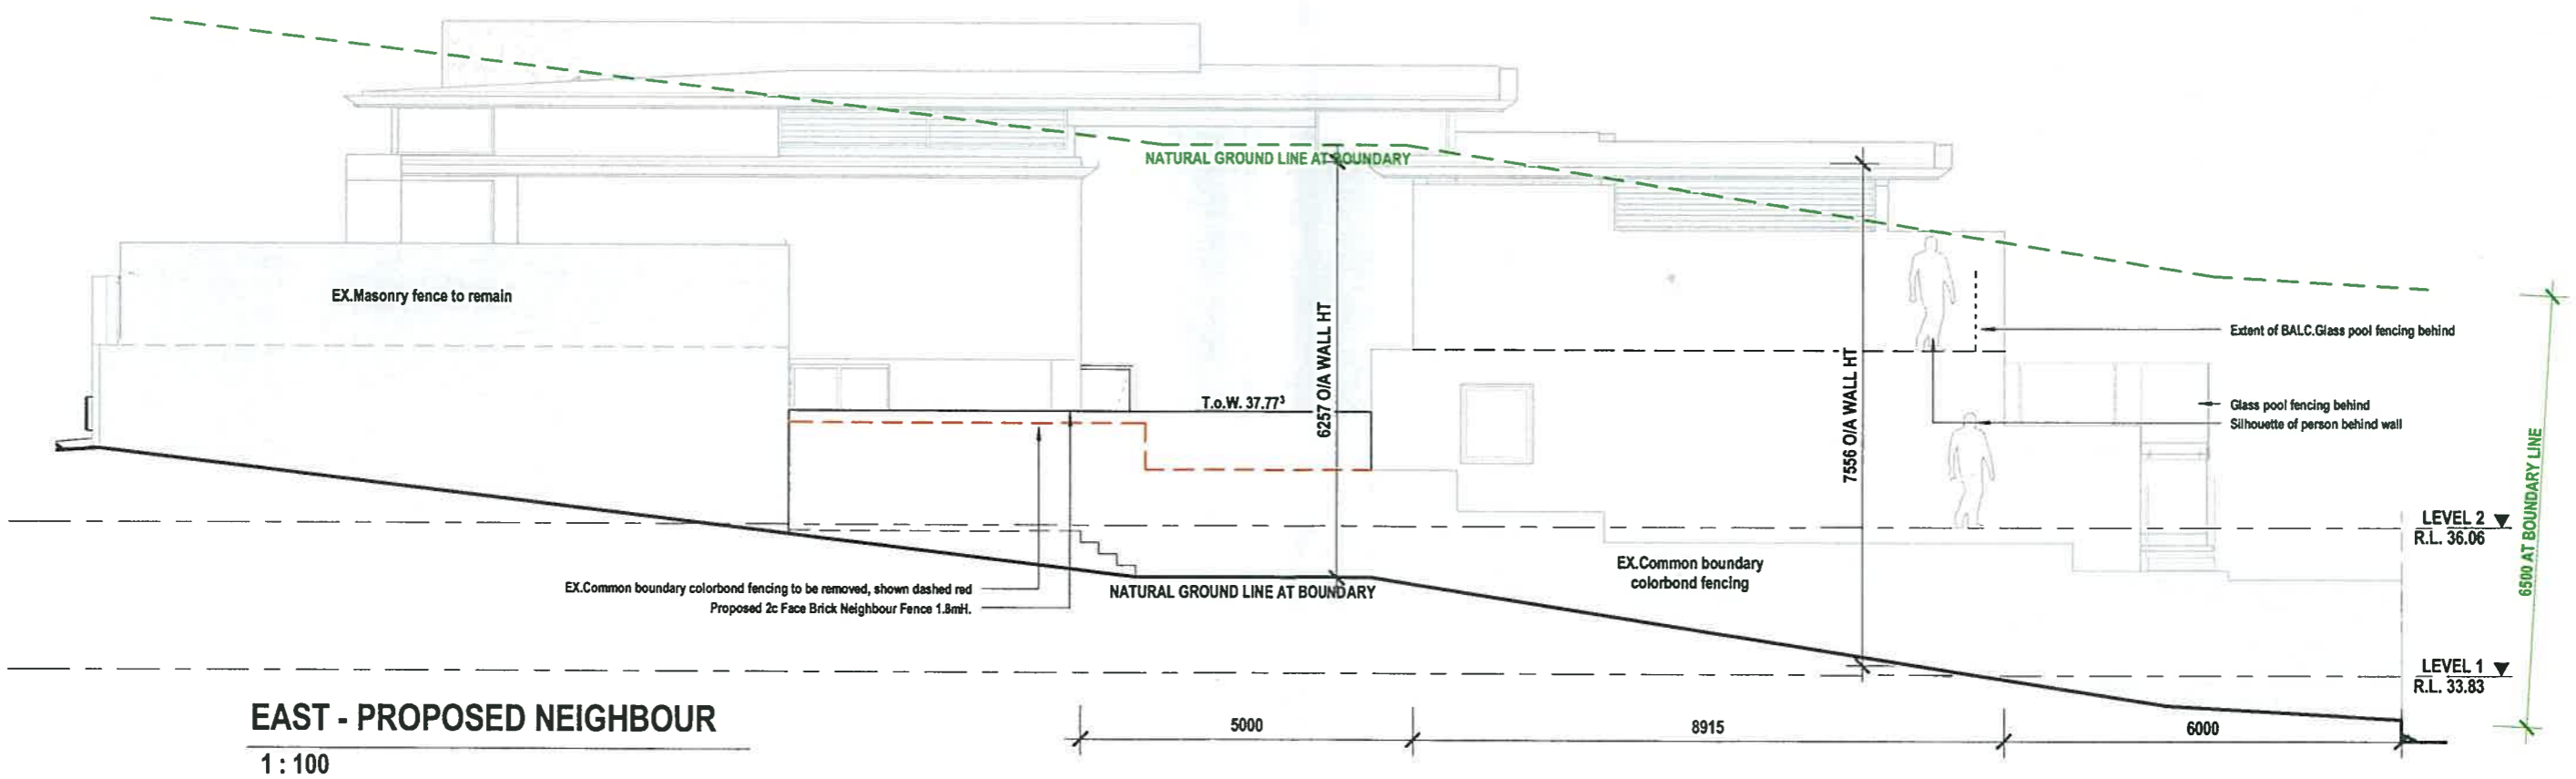 NATURAL GROUND LINE AT BOUNDARY
EX.Masonry fence to remain
6257 O/A WALL HT
7556 O/A WALL HT
Extent of BALC.Glass pool fencing behind
T.o.W. 37.77³
Glass pool fencing behind
Silhouette of person behind wall
6500 AT BOUNDARY LINE
LEVEL 2
R.L. 36.06
EX.Common boundary
colorbond fencing
EX.Common boundary colorbond fencing to be removed, shown dashed red
NATURAL GROUND LINE AT BOUNDARY
Proposed 2c Face Brick Neighbour Fence 1.8mH.
LEVEL 1
R.L. 33.83
EAST - PROPOSED NEIGHBOUR
1 : 100
5000
8915
6000